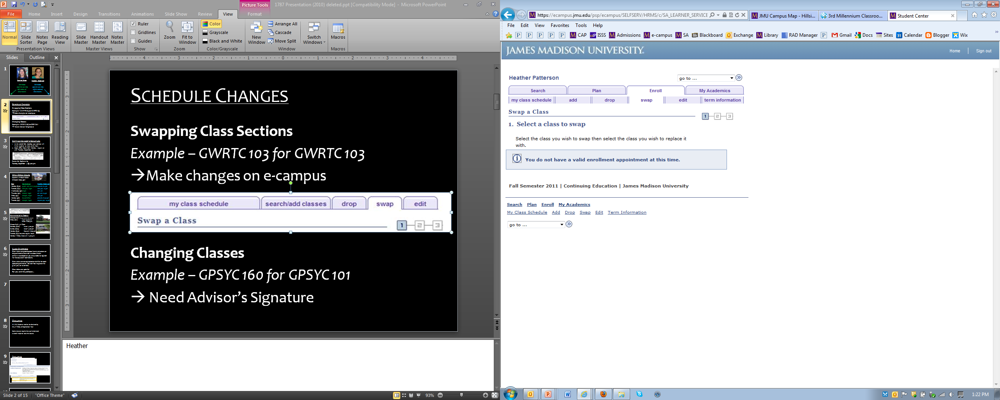 Picture Tools
1787 Presentation (2010) deleted.ppt [Compatibility Mode] - Microsoft PowerPoint
File Home Insert Design Transitions Animations Slide Show Review View Format
Normal
Slide Sorter
Notes Page
Reading View
Presentation Views
Slide Master
Handout Master
Notes Master
Master Views
Ruler
Gridlines
Guides
Show
Zoom
Fit to Window
Zoom
Color
Grayscale
Black and White
Color/Grayscale
New Window
Arrange All
Cascade
Move Split
Switch Windows
Window
Macros
Macros
Slides Outline
1
2
3
4
5
6
7
8
9
SCHEDULE CHANGES
Swapping Class Sections
Example – GWRTC 103 for GWRTC 103
→Make changes on e-campus
my class schedule search/add classes drop swap edit
Swap a Class
1 2 3
Changing Classes
Example – GPSYC 160 for GPSYC 101
→ Need Advisor’s Signature
Heather
Slide 2 of 15 "Office Theme" 93%
https://ecampus.jmu.edu/psp/ecampus/SELFSERV/HRMS/c/SA_LEARNER_SERVICE
JMU Campus Map - Hillsi...
3rd Millennium Classroo...
Student Center
File Edit View Favorites Tools Help
CAP ISSS Admissions e-campus SA Blackboard Exchange Library RAD Manager Gmail Docs Sites Calendar Blogger Wix
JAMES MADISON UNIVERSITY.
Home Sign out
Heather Patterson
go to ...
Search Plan Enroll My Academics
my class schedule add drop swap edit term information
Swap a Class
1 2 3
1. Select a class to swap
Select the class you wish to swap then select the class you wish to replace it
with.
You do not have a valid enrollment appointment at this time.
Fall Semester 2011 | Continuing Education | James Madison University
Search Plan Enroll My Academics
My Class Schedule Add Drop Swap Edit Term Information
go to ...
1:22 PM